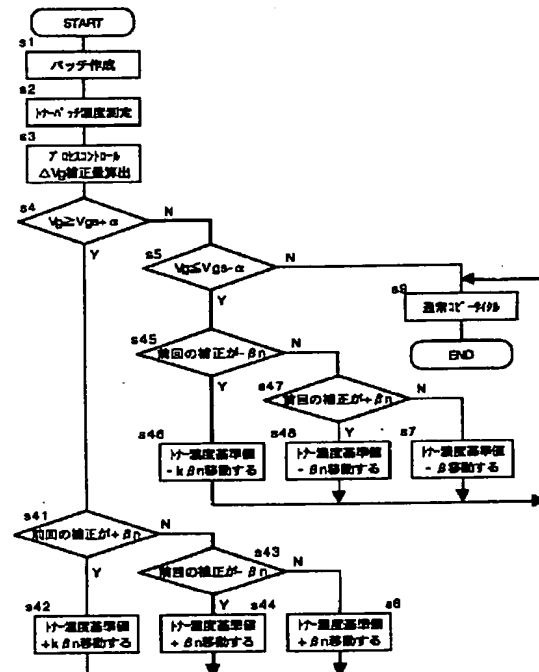 START
s1
パッチ作成
s2
トナーパッチ濃度測定
s3
プロセスコントロール
△Vg補正量算出
s4
Vg≧Vgs+α
N
Y
s5
Vg≦Vgs-α
N
Y
s9
通常コピーサイクル
END
s45
前回の補正が-βn
N
Y
s47
前回の補正が+βn
N
Y
s46
トナー濃度基準値
-kβn移動する
s48
トナー濃度基準値
-βn移動する
s7
トナー濃度基準値
-β移動する
s41
前回の補正が+βn
N
Y
s43
前回の補正が-βn
N
Y
s42
トナー濃度基準値
+kβn移動する
s44
トナー濃度基準値
+βn移動する
s6
トナー濃度基準値
+βn移動する